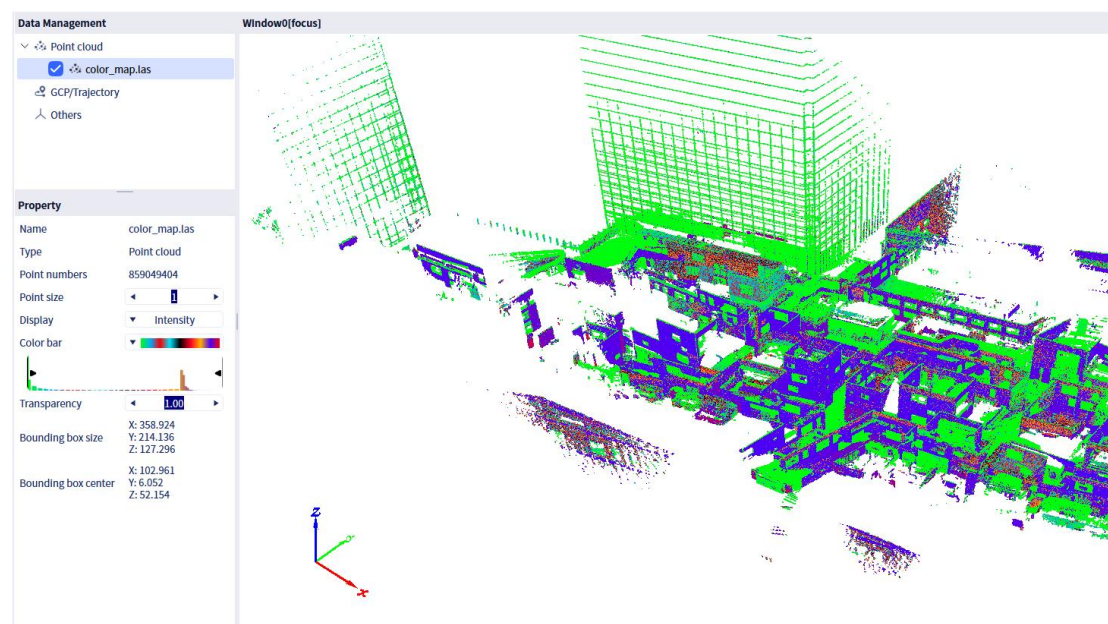 Data Management
Point cloud
color_map.las
GCP/Trajectory
Others
Property
Name color_map.las
Type Point cloud
Point numbers 859049404
Point size 1
Display Intensity
Color bar
Transparency 1.00
Bounding box size X: 358.924
Y: 214.136
Z: 127.296
Bounding box center X: 102.961
Y: 6.052
Z: 52.154
Window0[focus]
Z
Y
X